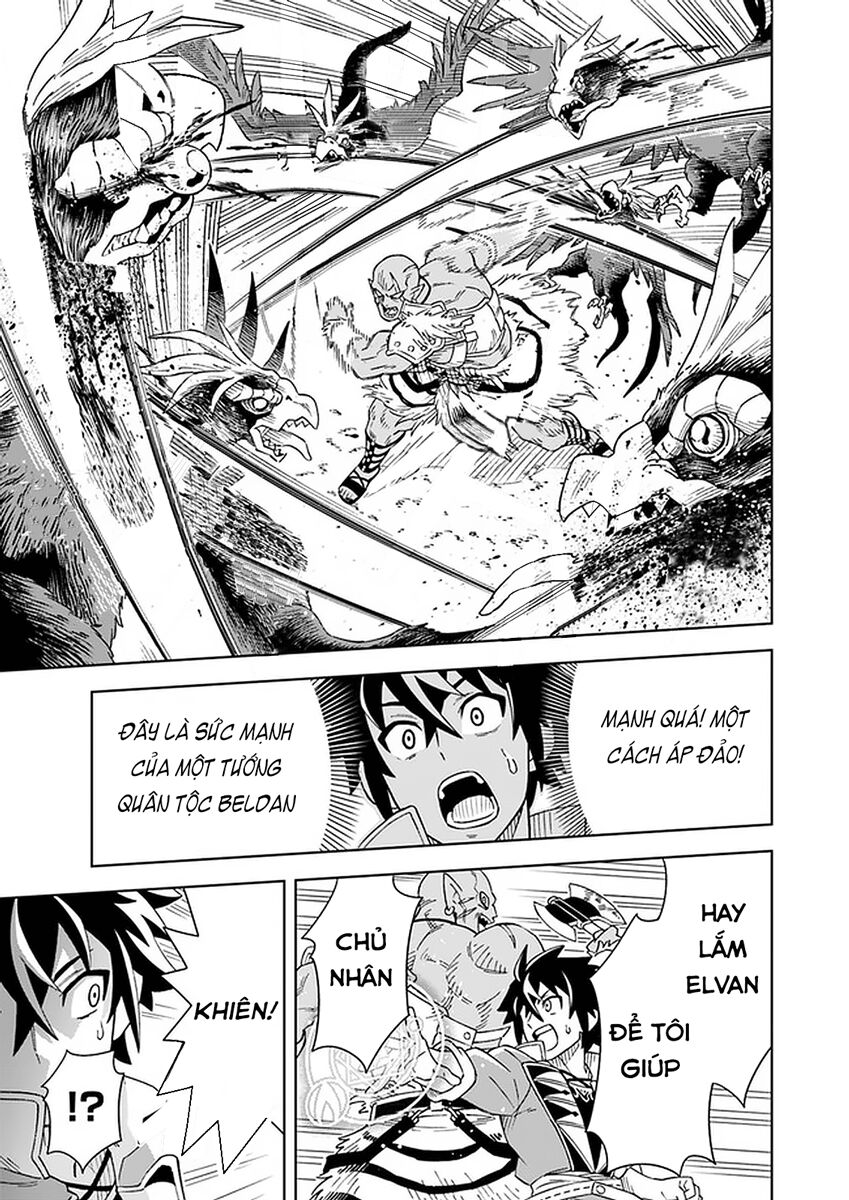 MẠNH QUÁ! MỘT
CÁCH ÁP ĐẢO!
ĐÂY LÀ SỨC MẠNH
CỦA MỘT TƯỚNG
QUÂN TỘC BELDAN
HAY
LẮM
ELVAN
ĐỂ TÔI
GIÚP
CHỦ
NHÂN
KHIÊN!
!?